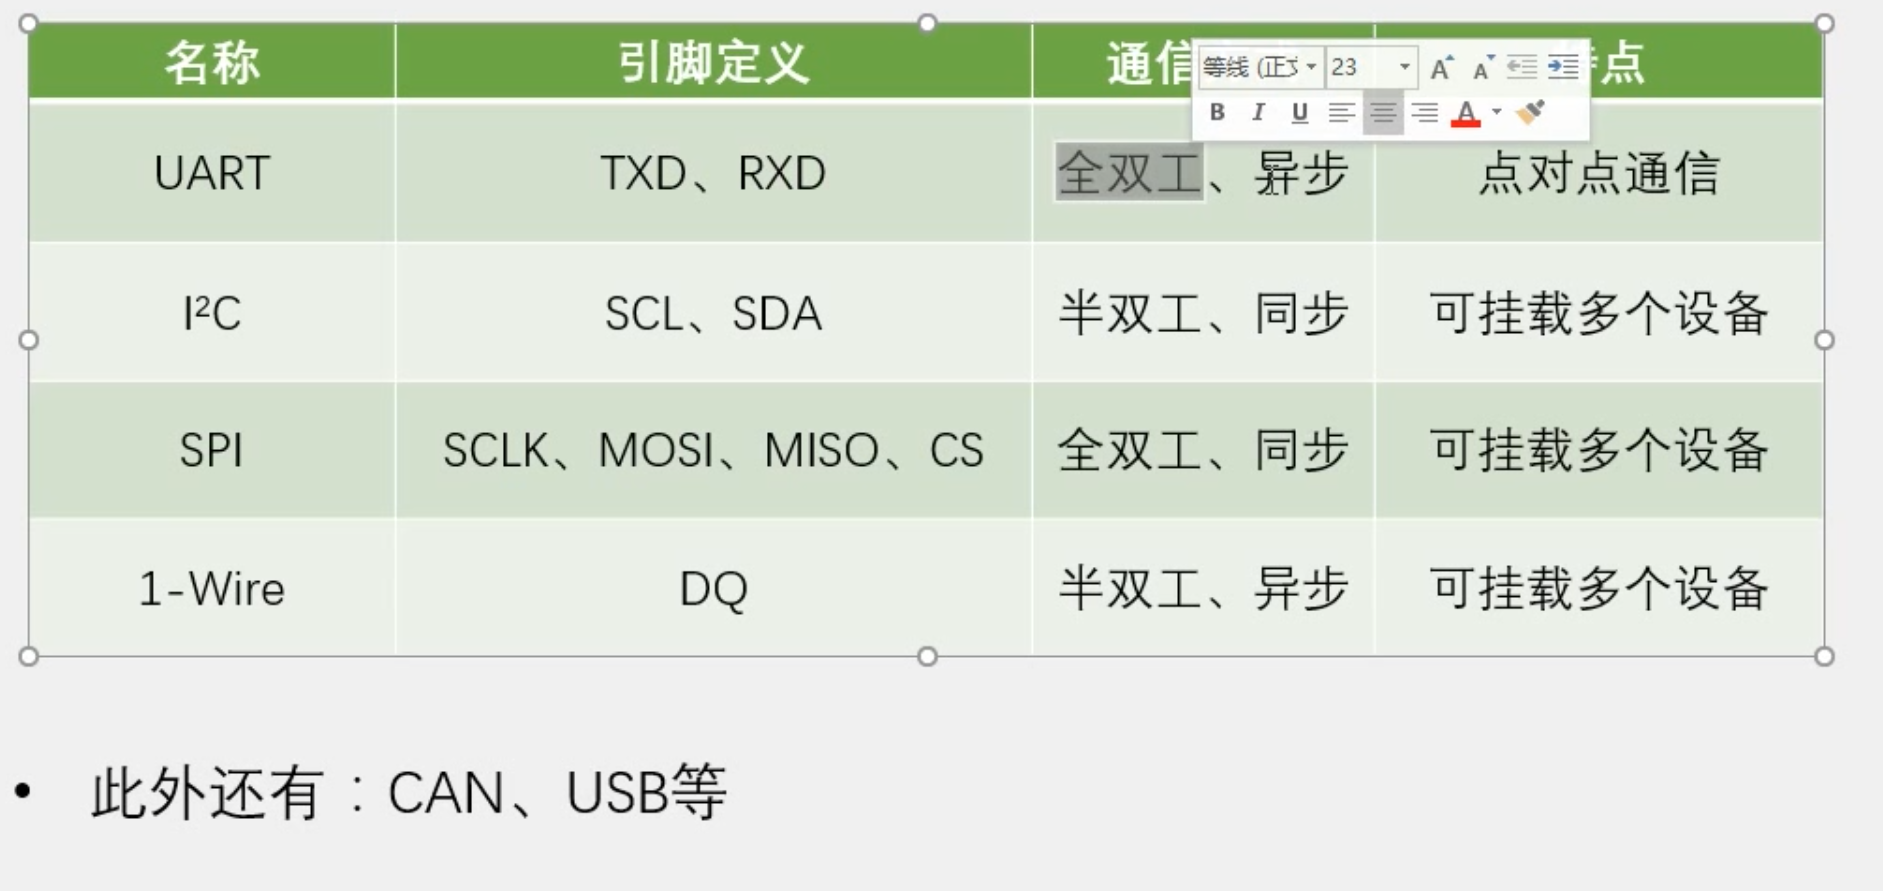 名称 引脚定义 通信 点
等线 (正文 23
B I U A
UART TXD、RXD 全双工、异步 点对点通信
I²C SCL、SDA 半双工、同步 可挂载多个设备
SPI SCLK、MOSI、MISO、CS 全双工、同步 可挂载多个设备
1-Wire DQ 半双工、异步 可挂载多个设备
• 此外还有：CAN、USB等